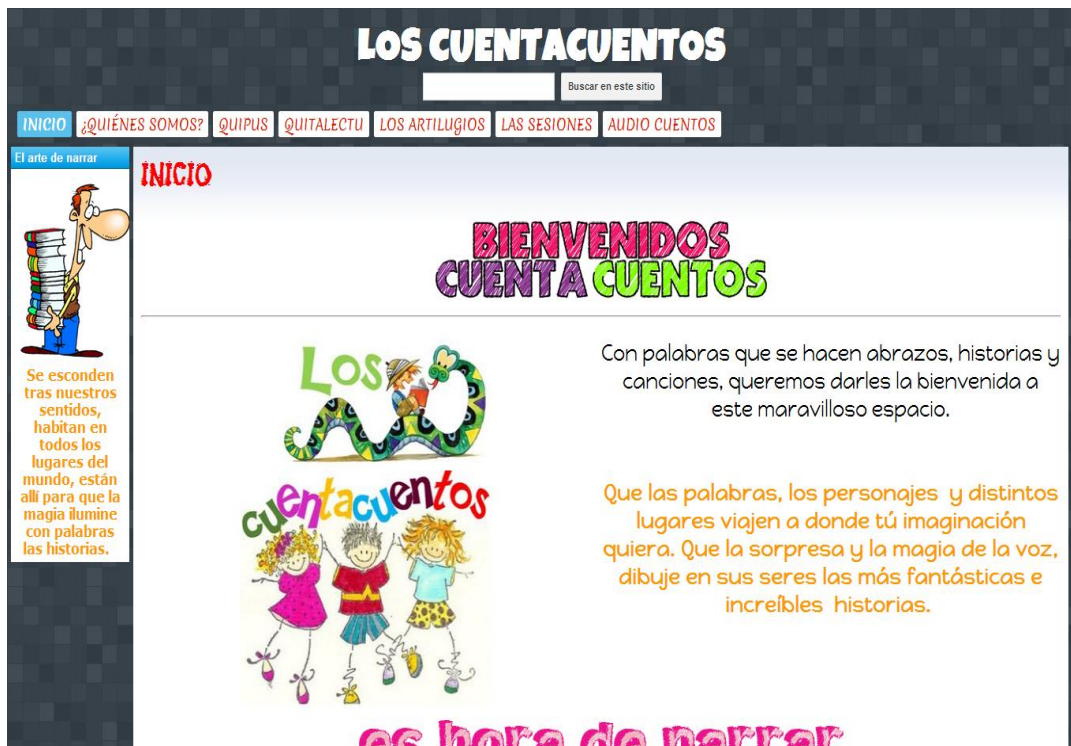 LOS CUENTACUENTOS
Buscar en este sitio
INICIO ¿QUIÉNES SOMOS? QUIPUS QUITALECTU LOS ARTILUGIOS LAS SESIONES AUDIO CUENTOS
El arte de narrar
Se esconden
tras nuestros
sentidos,
habitan en
todos los
lugares del
mundo, están
allí para que la
magia ilumine
con palabras
las historias.
INICIO
BIENVENIDOS
CUENTA CUENTOS
LOS
cuentacuentos
Con palabras que se hacen abrazos, historias y
canciones, queremos darles la bienvenida a
este maravilloso espacio.
Que las palabras, los personajes y distintos
lugares viajen a donde tú imaginación
quiera. Que la sorpresa y la magia de la voz,
dibuje en sus seres las más fantásticas e
increíbles historias.
es hora de narrar